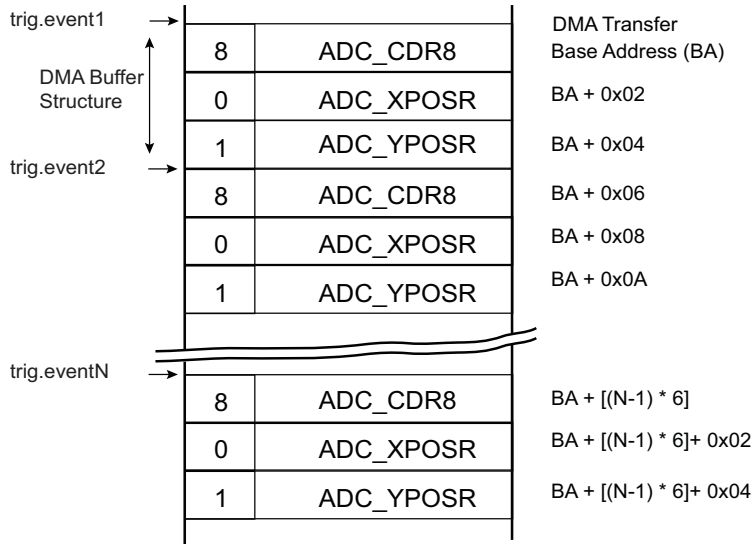 trig.event1
DMA Transfer
8 ADC_CDR8 Base Address (BA)
DMA Buffer
Structure
0 ADC_XPOSR BA + 0x02
1 ADC_YPOSR BA + 0x04
trig.event2
8 ADC_CDR8 BA + 0x06
0 ADC_XPOSR BA + 0x08
1 ADC_YPOSR BA + 0x0A
trig.eventN
8 ADC_CDR8 BA + [(N-1) * 6]
0 ADC_XPOSR BA + [(N-1) * 6]+ 0x02
1 ADC_YPOSR BA + [(N-1) * 6]+ 0x04